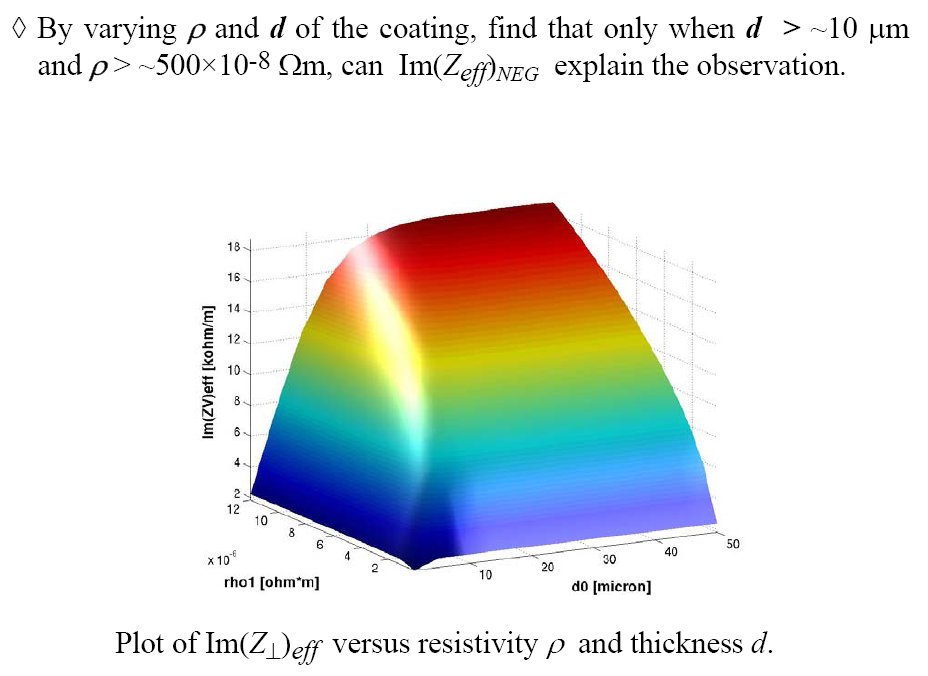 ◊ By varying ρ and d of the coating, find that only when d > ~10 μm
and ρ > ~500×10-8 Ωm, can Im(Zeff)NEG explain the observation.
18
16
14
12
10
8
6
4
2
Im(ZV)eff [kohm/m]
12
10
8
6
4
2
x 10⁻⁶
rho1 [ohm*m]
10
20
30
40
50
d0 [micron]
Plot of Im(Z⊥)eff versus resistivity ρ and thickness d.